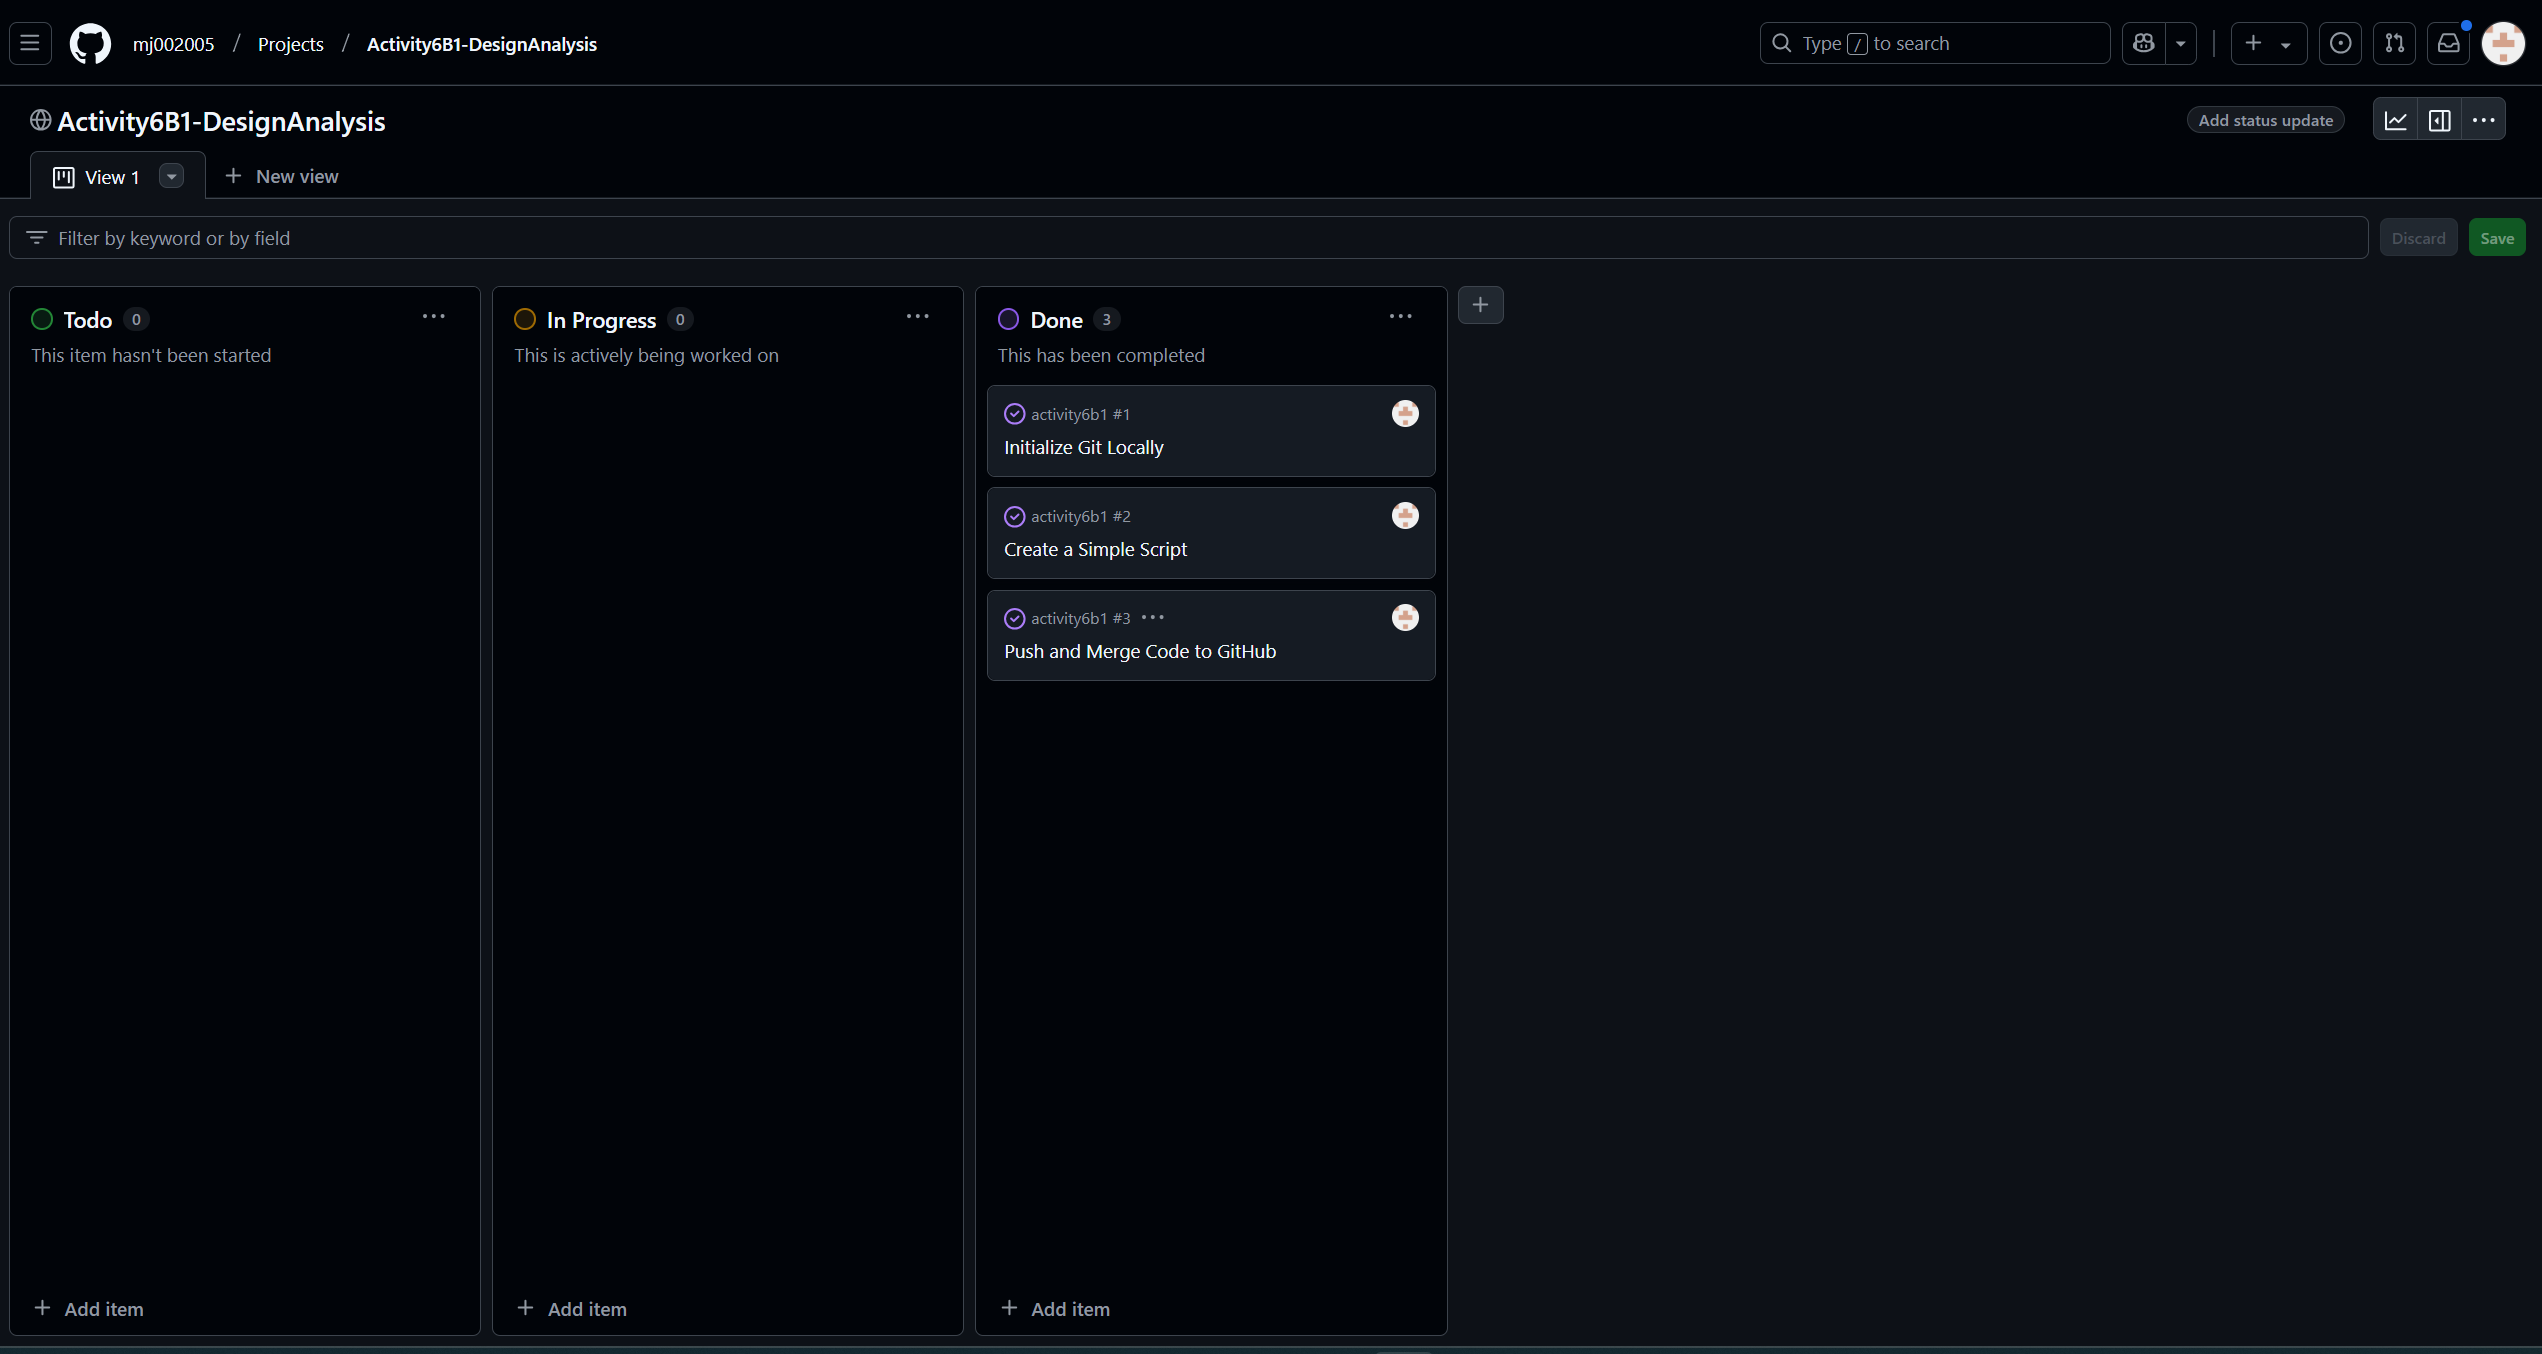 mj002005 / Projects / Activity6B1-DesignAnalysis
Type / to search
Activity6B1-DesignAnalysis
Add status update
View 1
New view
Filter by keyword or by field
Discard
Save
Todo 0
This item hasn't been started
In Progress 0
This is actively being worked on
Done 3
This has been completed
activity6b1 #1
Initialize Git Locally
activity6b1 #2
Create a Simple Script
activity6b1 #3
Push and Merge Code to GitHub
Add item
Add item
Add item